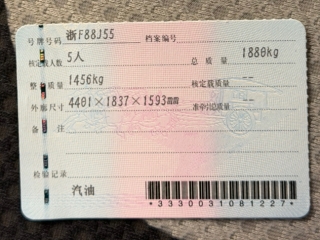 号牌号码 浙F88J55 档案编号
核定载人数 5人 总质量 1880kg
整备质量 1456kg 核定载质量 --
外廓尺寸 4401×1837×1593mm 准牵引总质量 --
备注
检验记录
汽油
*3330031081227*